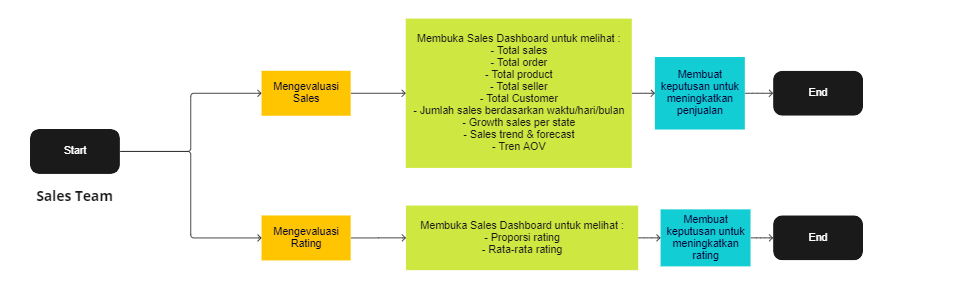 Start
Sales Team
Mengevaluasi
Sales
Membuka Sales Dashboard untuk melihat :
- Total sales
- Total order
- Total product
- Total seller
- Total Customer
- Jumlah sales berdasarkan waktu/hari/bulan
- Growth sales per state
- Sales trend & forecast
- Tren AOV
Membuat
keputusan untuk
meningkatkan
penjualan
End
Mengevaluasi
Rating
Membuka Sales Dashboard untuk melihat :
- Proporsi rating
- Rata-rata rating
Membuat
keputusan untuk
meningkatkan
rating
End